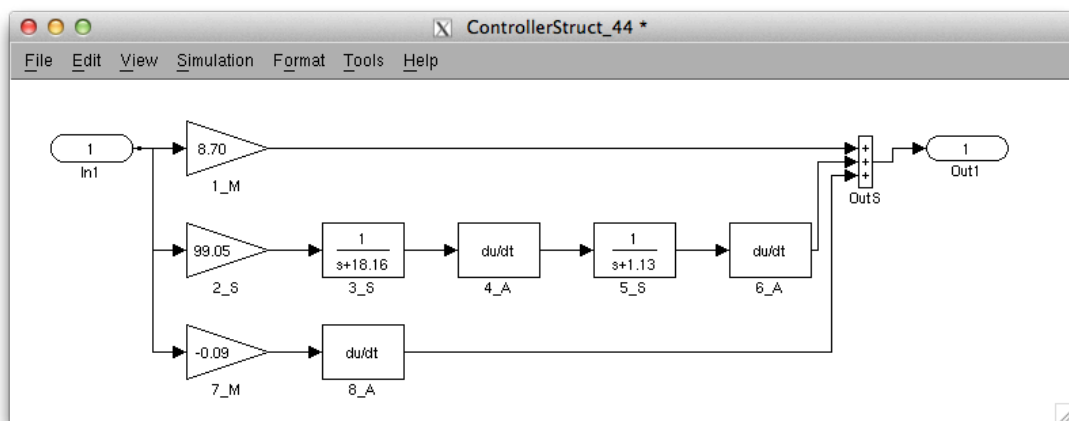 ControllerStruct_44 *
File Edit View Simulation Format Tools Help
1
In1
8.70
1_M
+
+
+
OutS
1
Out1
99.05
2_S
1
s+18.16
3_S
du/dt
4_A
1
s+1.13
5_S
du/dt
6_A
-0.09
7_M
du/dt
8_A